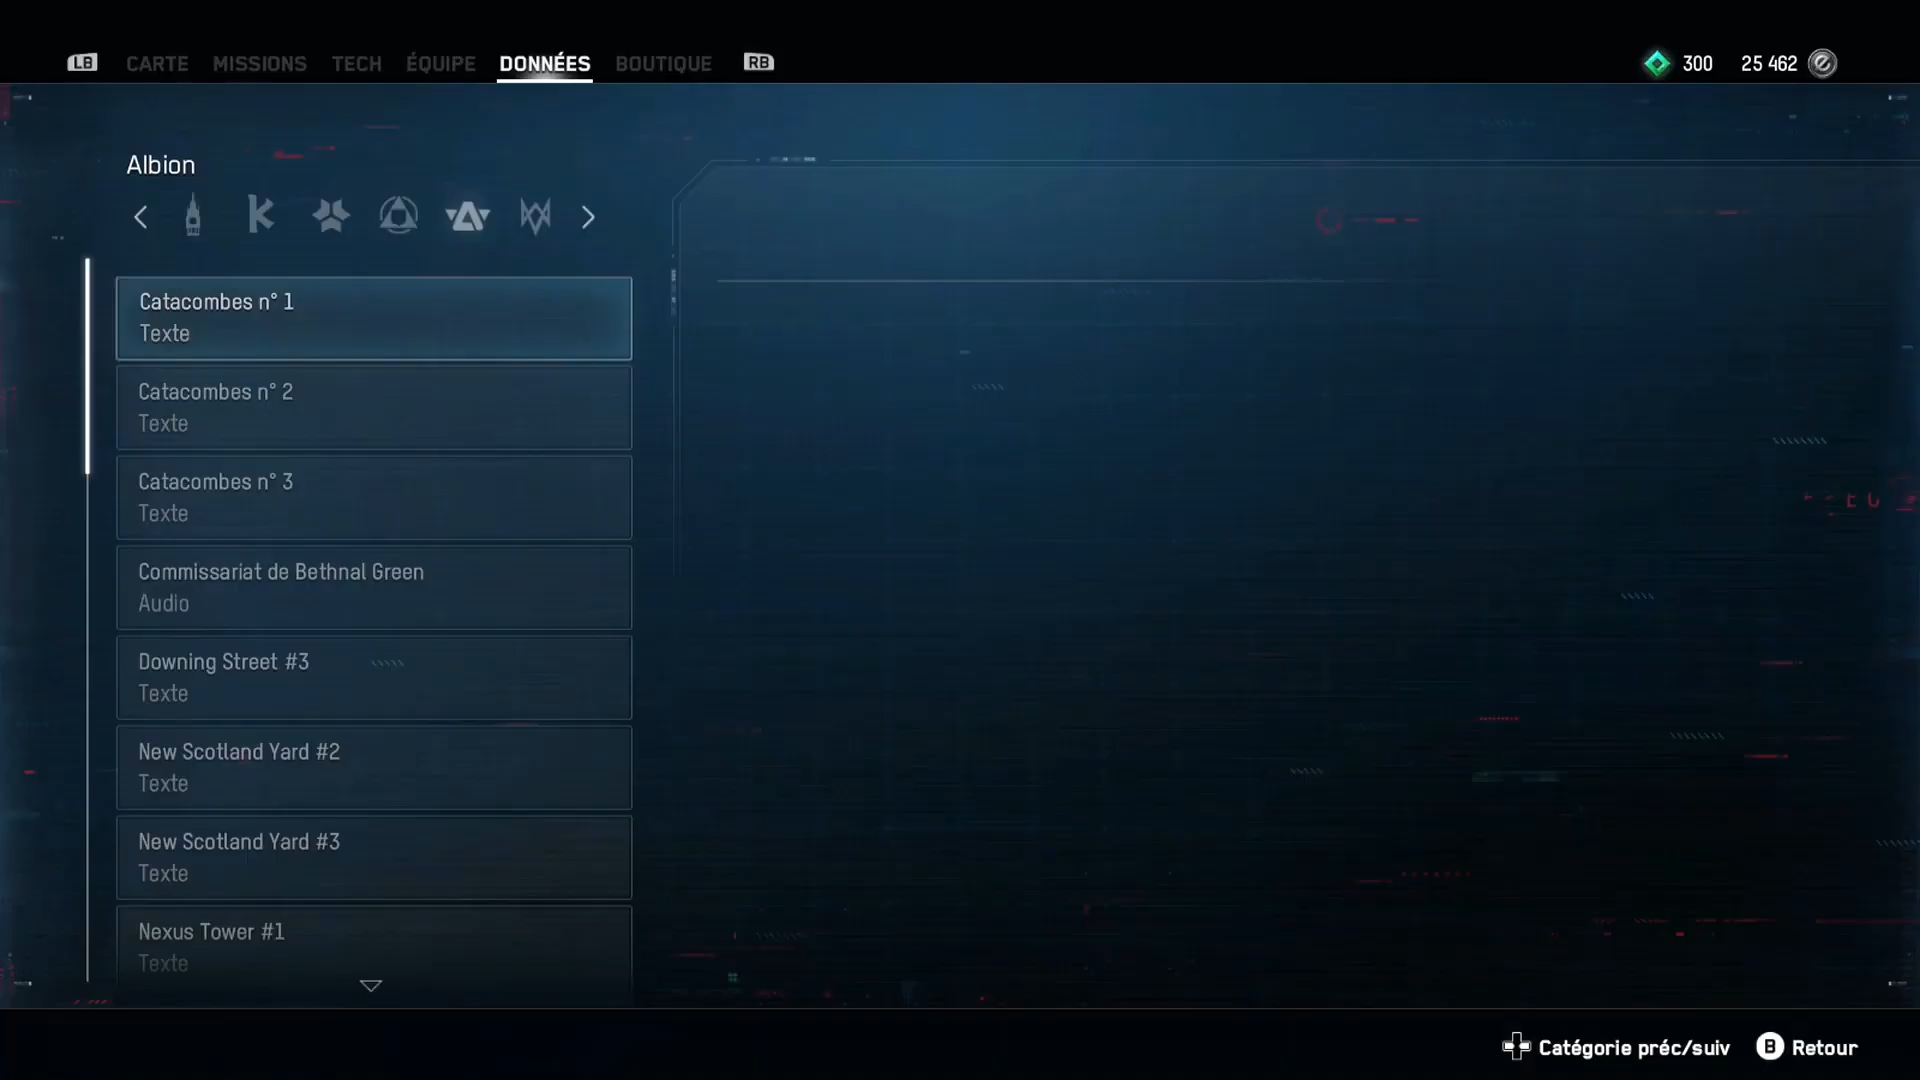 LB CARTE MISSIONS TECH ÉQUIPE DONNÉES BOUTIQUE RB 300 25 462
Albion
Catacombes n° 1
Texte
Catacombes n° 2
Texte
Catacombes n° 3
Texte
Commissariat de Bethnal Green
Audio
Downing Street #3
Texte
New Scotland Yard #2
Texte
New Scotland Yard #3
Texte
Nexus Tower #1
Texte
Catégorie préc/suiv B Retour